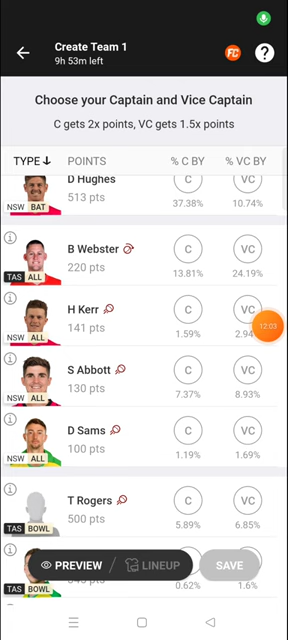 Create Team 1
9h 53m left
FC
?
Choose your Captain and Vice Captain
C gets 2x points, VC gets 1.5x points
TYPE↓ POINTS % C BY % VC BY
D Hughes
513 pts
C VC
NSW BAT
37.38% 10.74%
B Webster
220 pts
C VC
TAS ALL
13.81% 24.19%
H Kerr
141 pts
C VC
NSW ALL
1.59% 2.94
12:03
S Abbott
130 pts
C VC
NSW ALL
7.37% 8.93%
D Sams
100 pts
C VC
NSW ALL
1.19% 1.69%
T Rogers
500 pts
C VC
TAS BOWL
5.89% 6.85%
PREVIEW / LINEUP SAVE
TAS BOWL
0.62% 1.6%